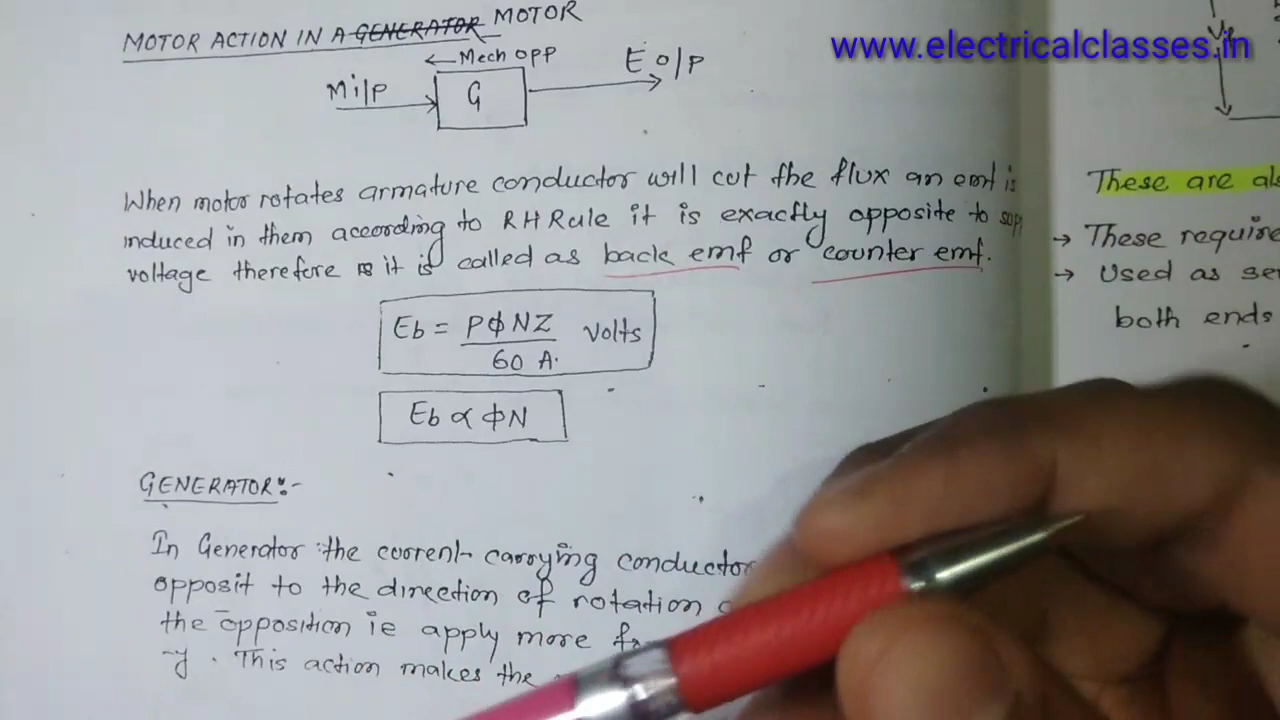 MOTOR ACTION IN A GENERATOR MOTOR
www.electricalclasses.in
← Mech opp
Mi/P
G
E o/p
When motor rotates armature conductor will cut the flux an emf is
induced in them according to RH Rule it is exactly opposite to
voltage therefore it is called as back emf or counter emf.
Eb = PΦNZ / 60 A. Volts
Eb ∝ ΦN
GENERATOR:-
In Generator the current carrying conductor
opposit to the direction of rotation
the opposition ie apply more
-y. This action makes the
These are
→ These require
→ Used as
both ends